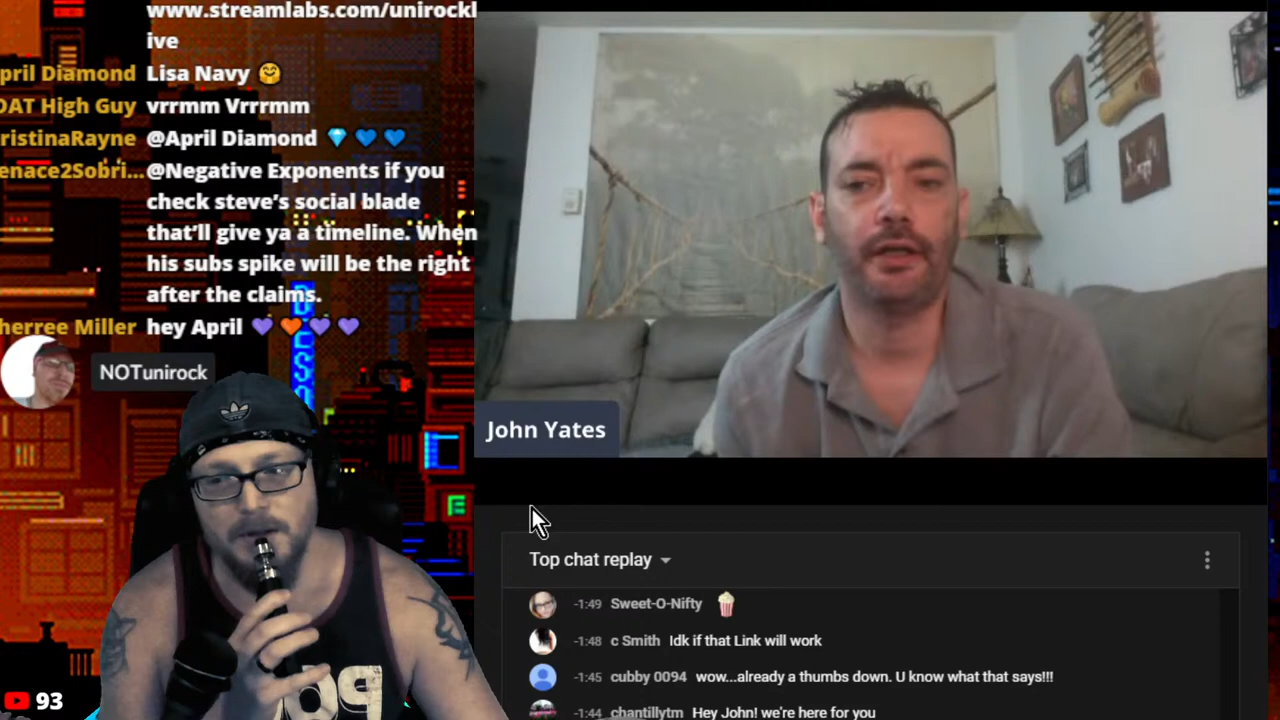 www.streamlabs.com/unirockl
ive
pril Diamond Lisa Navy 🤗
OAT High Guy vrrmm Vrrrmm
ristinaRayne @April Diamond 💎 💙 💙
enace2Sobri... @Negative Exponents if you
check steve's social blade
that'll give ya a timeline. When
his subs spike will be the right
after the claims.
herree Miller hey April 💜 🧡 💜 💜
NOTunirock
93
John Yates
Top chat replay
-1:49 Sweet-O-Nifty 🍿
-1:48 c Smith Idk if that Link will work
-1:45 cubby 0094 wow...already a thumbs down. U know what that says!!!
-1:44 chantillytm Hey John! we're here for you